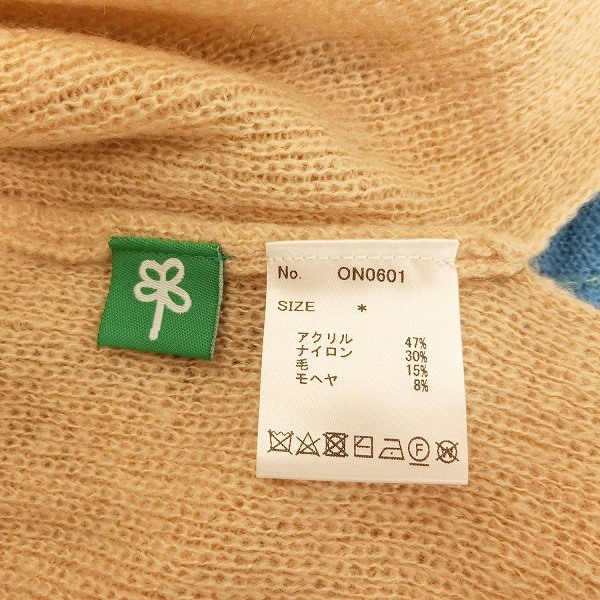 No. ON0601
SIZE *
アクリル 47%
ナイロン 30%
毛 15%
モヘヤ 8%